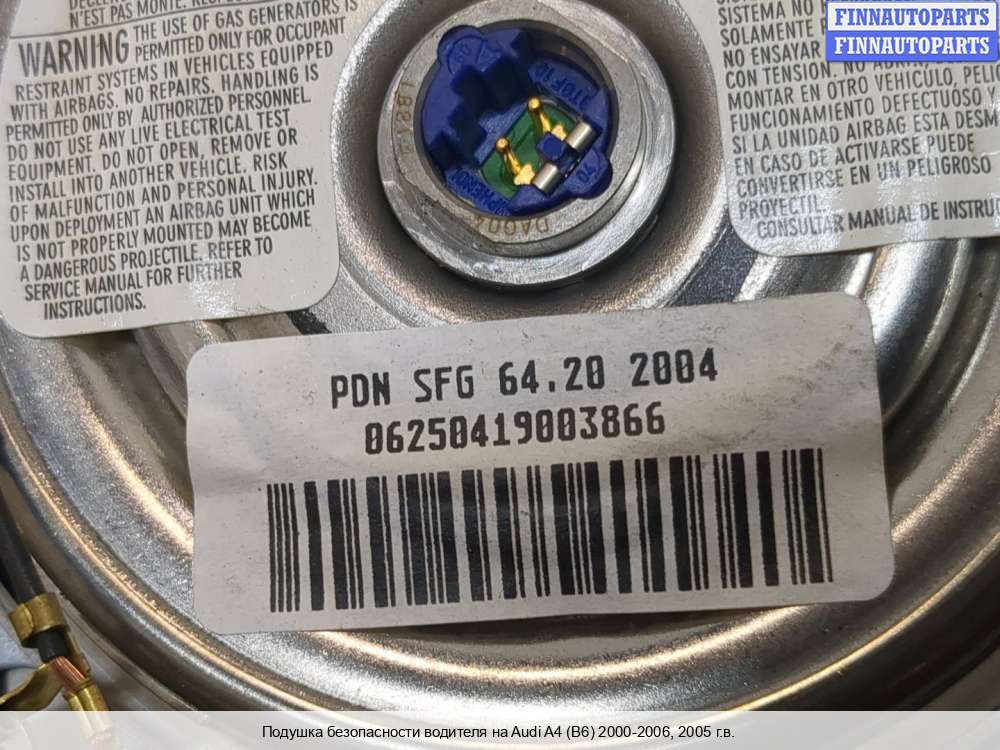 N'EST PAS MONTÉ.
WARNING THE USE OF GAS GENERATORS IS
PERMITTED ONLY FOR OCCUPANT
RESTRAINT SYSTEMS IN VEHICLES EQUIPPED
WITH AIRBAGS. NO REPAIRS. HANDLING IS
PERMITTED ONLY BY AUTHORIZED PERSONNEL.
DO NOT USE ANY LIVE ELECTRICAL TEST
EQUIPMENT. DO NOT OPEN, REMOVE OR
INSTALL INTO ANOTHER VEHICLE. RISK
OF MALFUNCTION AND PERSONAL INJURY.
UPON DEPLOYMENT AN AIRBAG UNIT WHICH
IS NOT PROPERLY MOUNTED MAY BECOME
A DANGEROUS PROJECTILE. REFER TO
SERVICE MANUAL FOR FURTHER
INSTRUCTIONS.
SISTEMA NO
SOLAMENTE
NO ENSAYAR
CON TENSION. NO
MONTAR EN OTRO VEHÍCULO,
FUNCIONAMIENTO DEFECTUOSO Y
SI LA UNIDAD AIRBAG ESTA
EN CASO DE ACTIVARSE PUEDE
CONVERTIRSE EN UN PELIGROSO
PROYECTIL.
CONSULTAR MANUAL DE
FINNAUTOPARTS
FINNAUTOPARTS
PDN SFG 64.20 2004
06250419003866
Подушка безопасности водителя на Audi A4 (B6) 2000-2006, 2005 г.в.